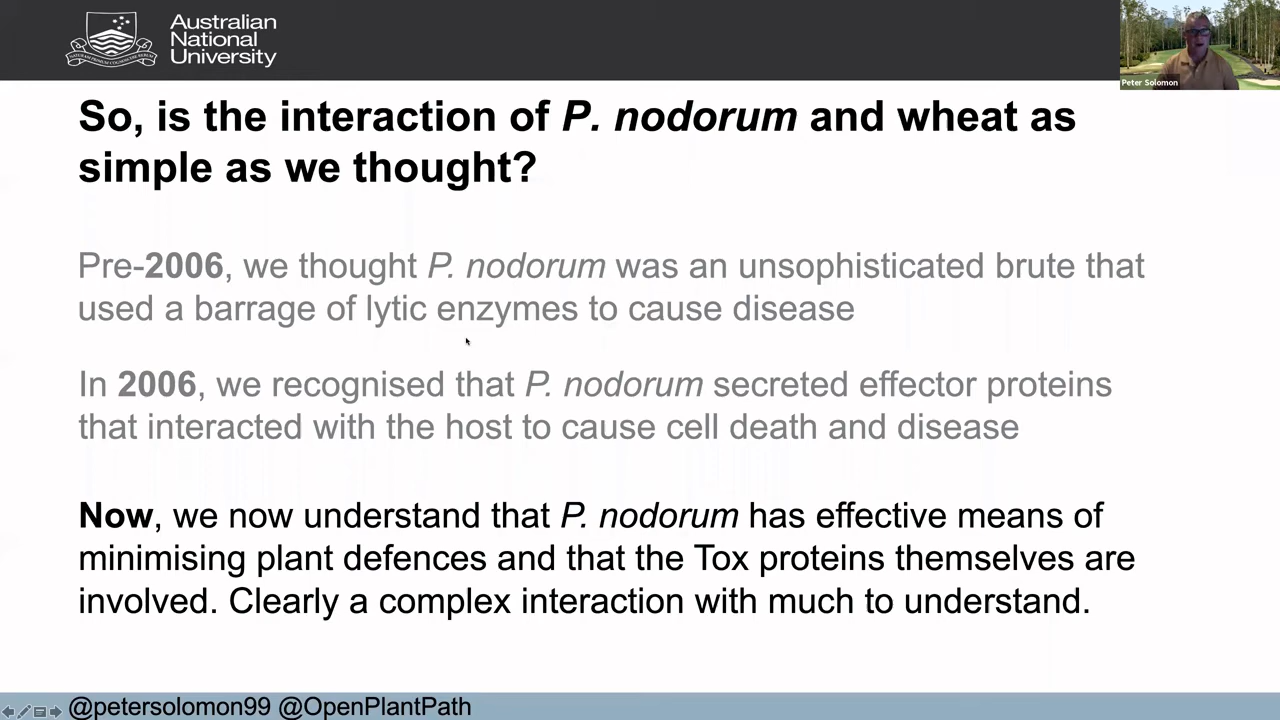 Australian
National
University
Peter Solomon
So, is the interaction of P. nodorum and wheat as
simple as we thought?
Pre-2006, we thought P. nodorum was an unsophisticated brute that
used a barrage of lytic enzymes to cause disease
In 2006, we recognised that P. nodorum secreted effector proteins
that interacted with the host to cause cell death and disease
Now, we now understand that P. nodorum has effective means of
minimising plant defences and that the Tox proteins themselves are
involved. Clearly a complex interaction with much to understand.
@petersolomon99 @OpenPlantPath